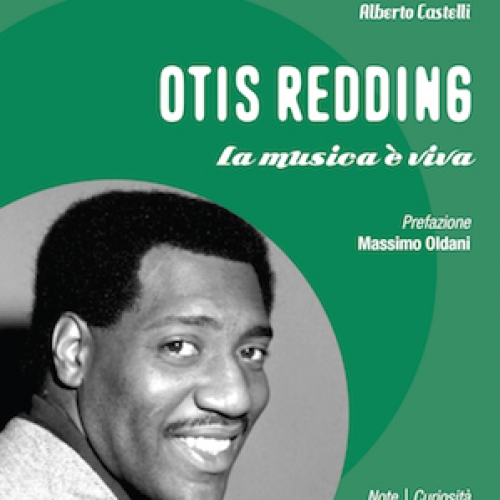 Alberto Castelli
OTIS REDDING
La musica è viva
Prefazione
Massimo Oldani
Note | Curiosità